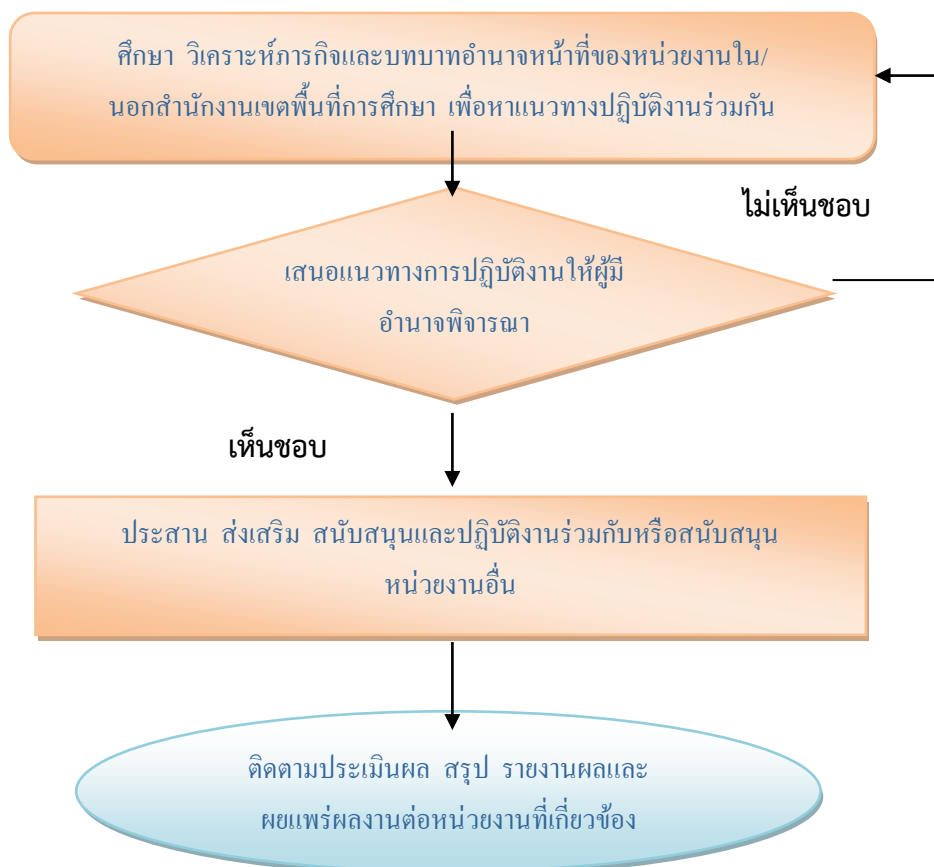 ศึกษา วิเคราะห์ภารกิจและบทบาทอำนาจหน้าที่ของหน่วยงานใน/
นอกสำนักงานเขตพื้นที่การศึกษา เพื่อหาแนวทางปฏิบัติงานร่วมกัน
ไม่เห็นชอบ
เสนอแนวทางการปฏิบัติงานให้ผู้มี
อำนาจพิจารณา
เห็นชอบ
ประสาน ส่งเสริม สนับสนุนและปฏิบัติงานร่วมกับหรือสนับสนุน
หน่วยงานอื่น
ติดตามประเมินผล สรุป รายงานผลและ
ผยแพร่ผลงานต่อหน่วยงานที่เกี่ยวข้อง